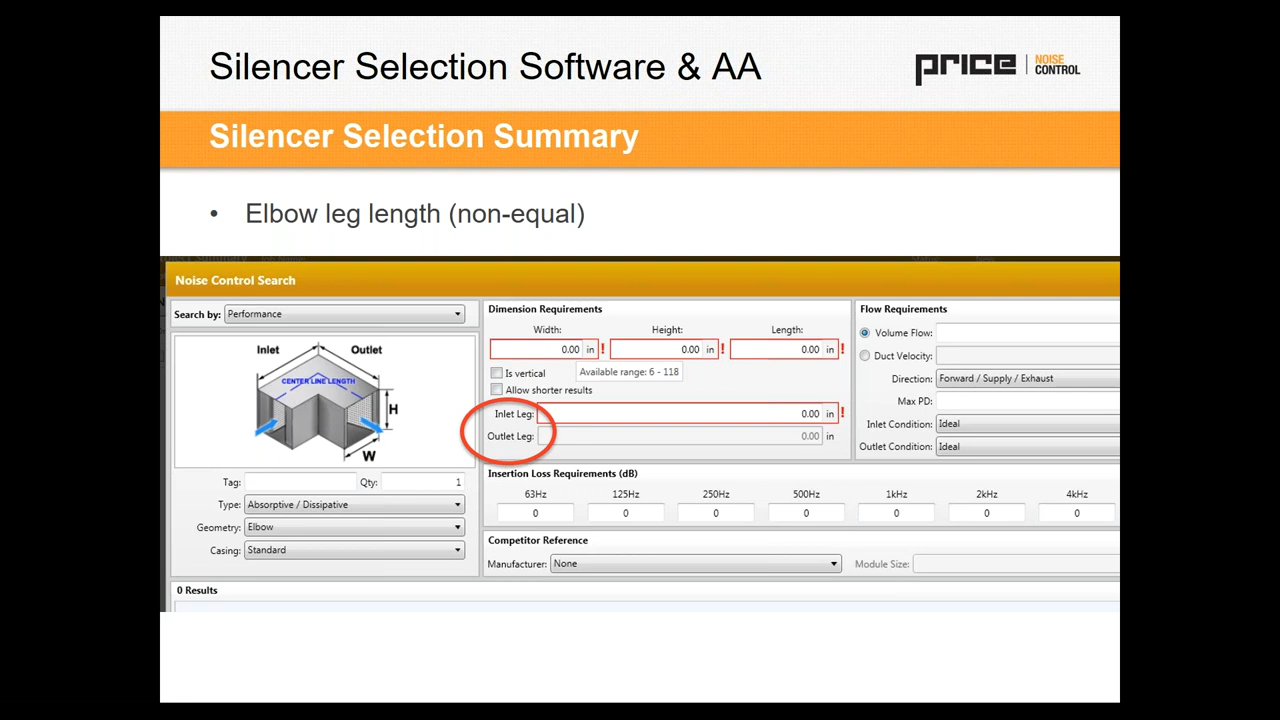 Silencer Selection Software & AA
PRICE | NOISE CONTROL
Silencer Selection Summary
• Elbow leg length (non-equal)
Noise Control Search
Search by: Performance
Inlet Outlet
CENTER LINE LENGTH
H
W
Tag: Qty: 1
Type: Absorptive / Dissipative
Geometry: Elbow
Casing: Standard
Dimension Requirements
Width: Height: Length:
0.00 in ! 0.00 in ! 0.00 in !
Is vertical Available range: 6 - 118
Allow shorter results
Inlet Leg: 0.00 in !
Outlet Leg: 0.00 in
Flow Requirements
Volume Flow:
Duct Velocity:
Direction: Forward / Supply / Exhaust
Max PD:
Inlet Condition: Ideal
Outlet Condition: Ideal
Insertion Loss Requirements (dB)
63Hz 125Hz 250Hz 500Hz 1kHz 2kHz 4kHz
0 0 0 0 0 0 0
Competitor Reference
Manufacturer: None Module Size:
0 Results